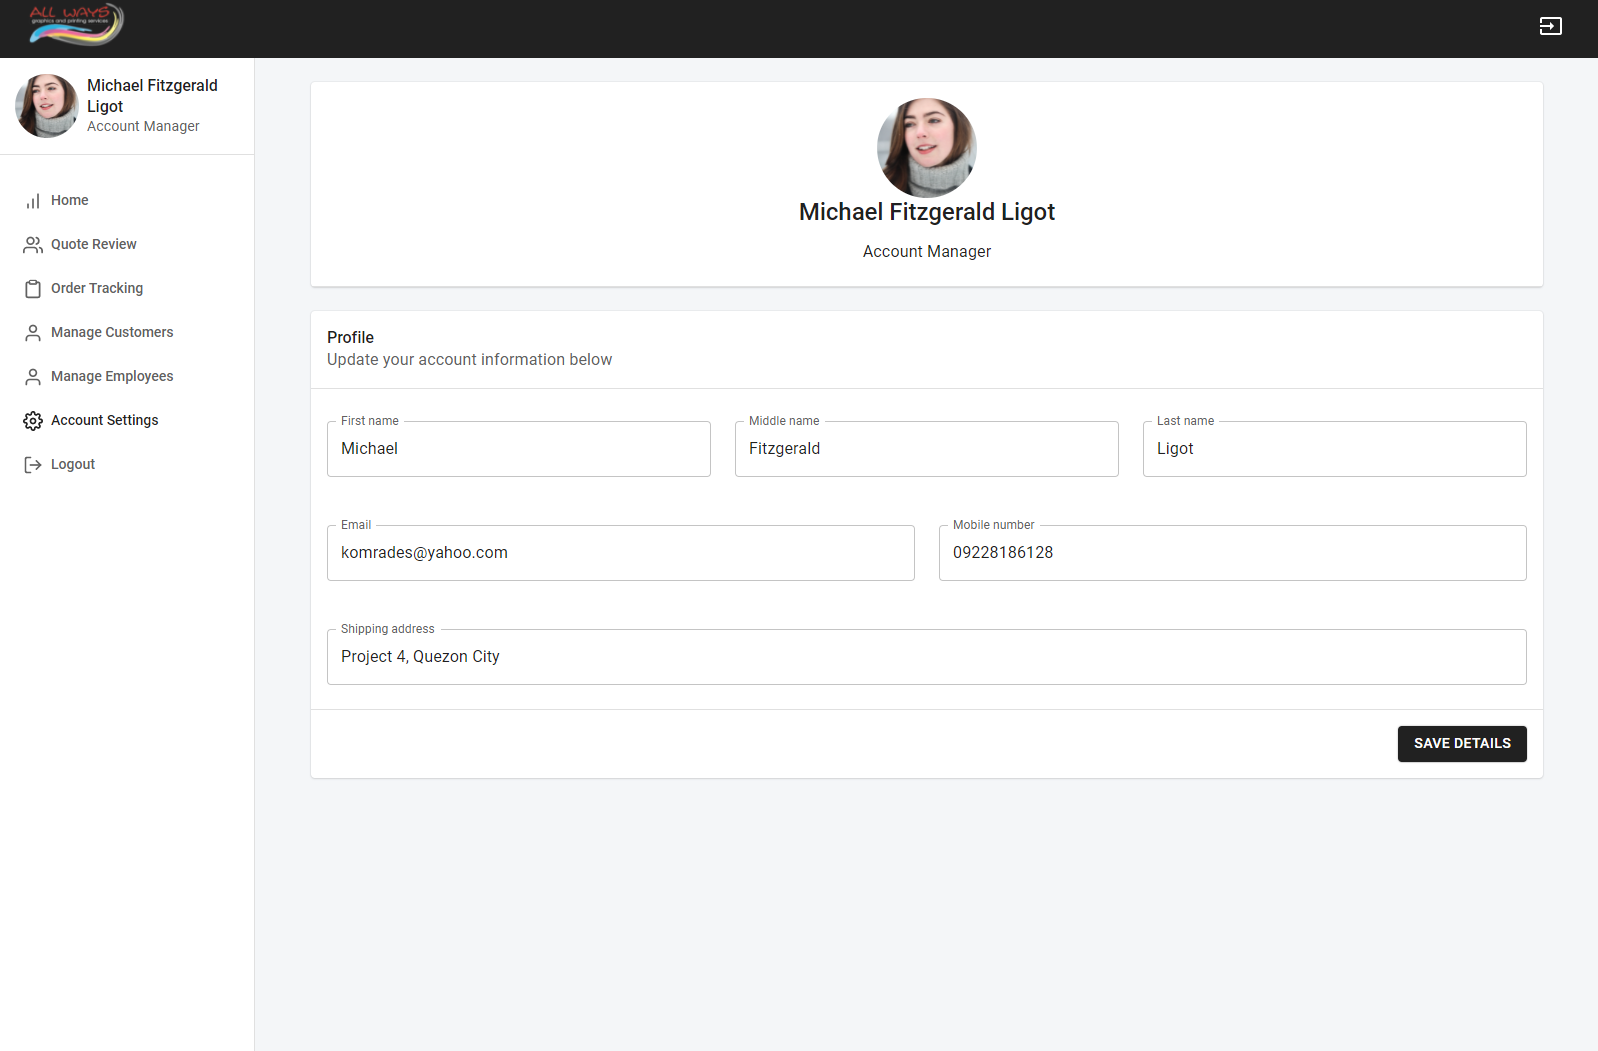 ALL WAYS
graphics and printing services
Michael Fitzgerald
Ligot
Account Manager
Home
Quote Review
Order Tracking
Manage Customers
Manage Employees
Account Settings
Logout
Michael Fitzgerald Ligot
Account Manager
Profile
Update your account information below
First name
Michael
Middle name
Fitzgerald
Last name
Ligot
Email
komrades@yahoo.com
Mobile number
09228186128
Shipping address
Project 4, Quezon City
SAVE DETAILS